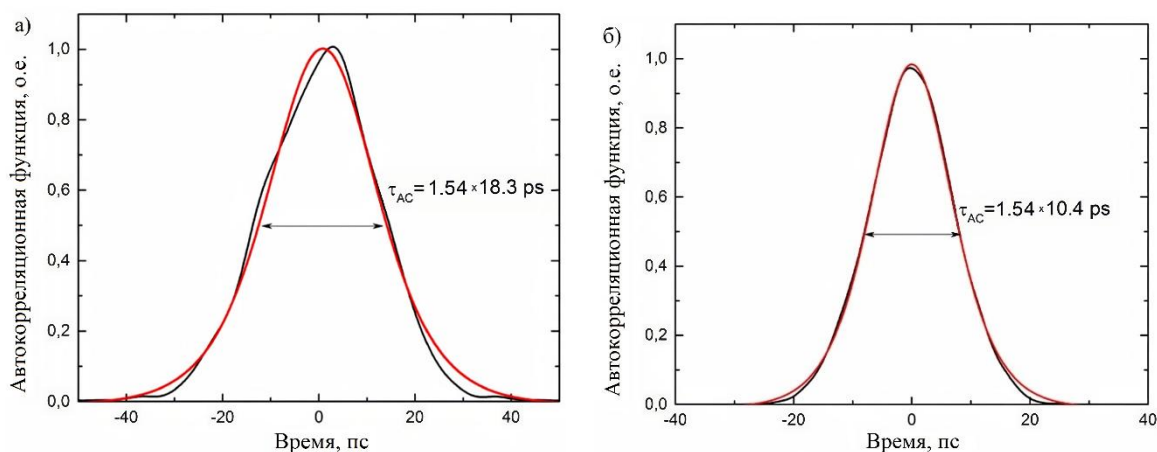 а)
Автокорреляционная функция, о.е.
1,0
0,8
0,6
0,4
0,2
0,0
τAC= 1.54×18.3 ps
-40 -20 0 20 40
Время, пс
б)
Автокорреляционная функция, о.е.
1,0
0,8
0,6
0,4
0,2
0,0
τAC=1.54×10.4 ps
-40 -20 0 20 40
Время, пс